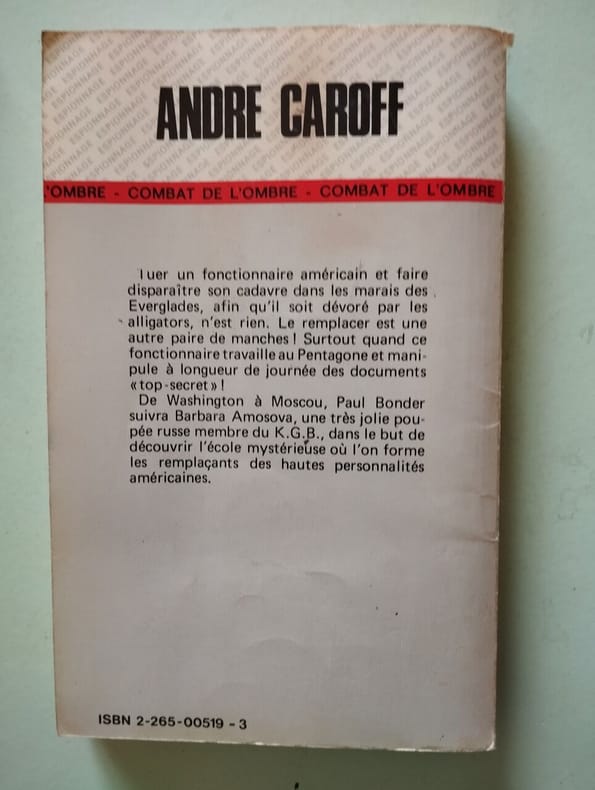 ANDRE CAROFF
'OMBRE - COMBAT DE L'OMBRE - COMBAT DE L'OMBRE
Tuer un fonctionnaire américain et faire
disparaître son cadavre dans les marais des
Everglades, afin qu'il soit dévoré par les
alligators, n'est rien. Le remplacer est une
autre paire de manches ! Surtout quand ce
fonctionnaire travaille au Pentagone et mani-
pule à longueur de journée des documents
« top-secret » !
De Washington à Moscou, Paul Bonder
suivra Barbara Amosova, une très jolie pou-
pée russe membre du K.G.B., dans le but de
découvrir l'école mystérieuse où l'on forme
les remplaçants des hautes personnalités
américaines.
ISBN 2-265-00519-3